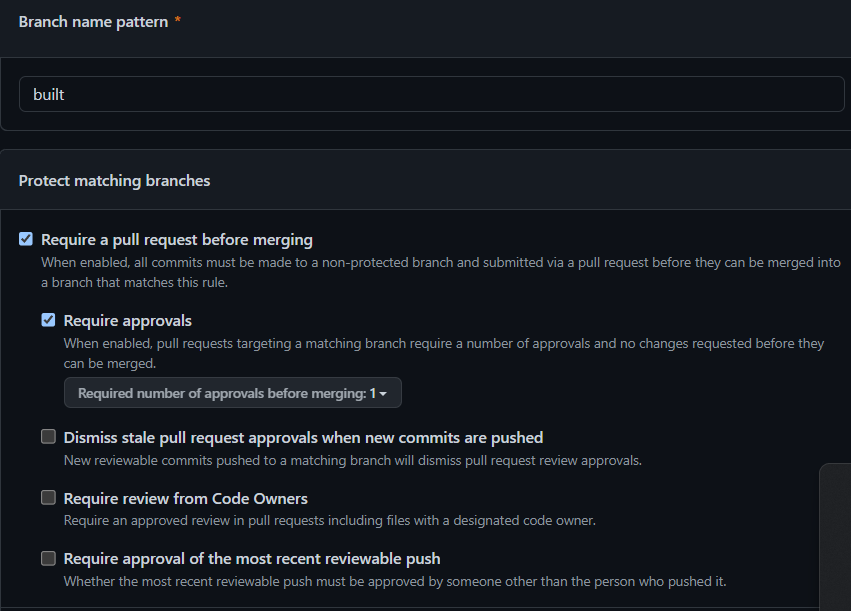 Branch name pattern *
built
Protect matching branches
Require a pull request before merging
When enabled, all commits must be made to a non-protected branch and submitted via a pull request before they can be merged into
a branch that matches this rule.
Require approvals
When enabled, pull requests targeting a matching branch require a number of approvals and no changes requested before they
can be merged.
Required number of approvals before merging: 1
Dismiss stale pull request approvals when new commits are pushed
New reviewable commits pushed to a matching branch will dismiss pull request review approvals.
Require review from Code Owners
Require an approved review in pull requests including files with a designated code owner.
Require approval of the most recent reviewable push
Whether the most recent reviewable push must be approved by someone other than the person who pushed it.